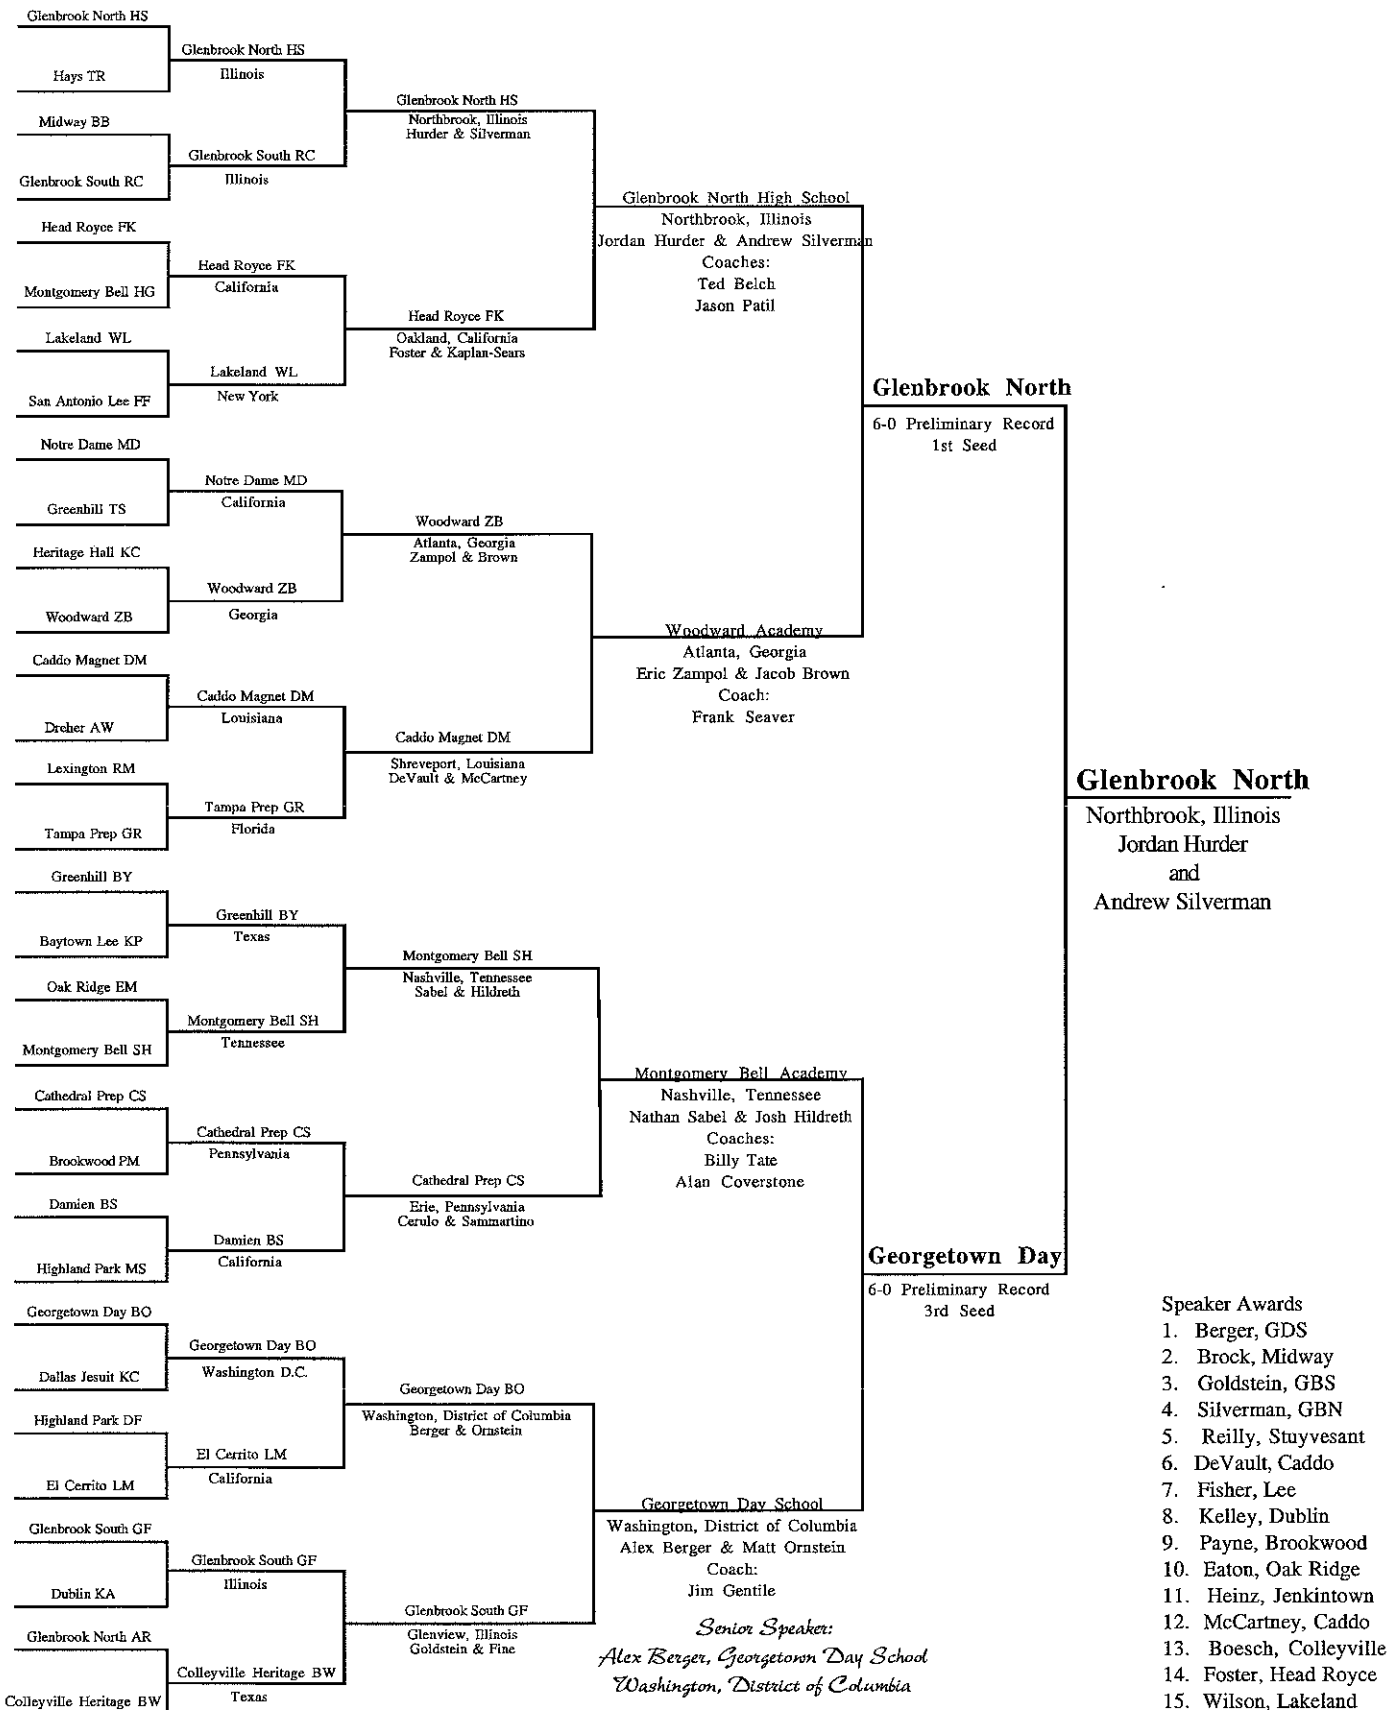 Glenbrook North HS
Hays TR
Midway BB
Glenbrook South RC
Head Royce FK
Montgomery Bell HG
Lakeland WL
San Antonio Lee FF
Notre Dame MD
Greenhill TS
Heritage Hall KC
Woodward ZB
Caddo Magnet DM
Dreher AW
Lexington RM
Tampa Prep GR
Greenhill BY
Baytown Lee KP
Oak Ridge EM
Montgomery Bell SH
Cathedral Prep CS
Brookwood PM
Damien BS
Highland Park MS
Georgetown Day BO
Dallas Jesuit KC
Highland Park DF
El Cerrito LM
Glenbrook South GF
Dublin KA
Glenbrook North AR
Colleyville Heritage BW
Glenbrook North HS
Illinois
Glenbrook South RC
Illinois
Head Royce FK
California
Lakeland WL
New York
Notre Dame MD
California
Woodward ZB
Georgia
Caddo Magnet DM
Louisiana
Tampa Prep GR
Florida
Greenhill BY
Texas
Montgomery Bell SH
Tennessee
Cathedral Prep CS
Pennsylvania
Damien BS
California
Georgetown Day BO
Washington D.C.
El Cerrito LM
California
Glenbrook South GF
Illinois
Colleyville Heritage BW
Texas
Glenbrook North HS
Northbrook, Illinois
Hurder & Silverman
Head Royce FK
Oakland, California
Foster & Kaplan-Sears
Woodward ZB
Atlanta, Georgia
Zampol & Brown
Caddo Magnet DM
Shreveport, Louisiana
DeVault & McCartney
Montgomery Bell SH
Nashville, Tennessee
Sabel & Hildreth
Cathedral Prep CS
Erie, Pennsylvania
Cerulo & Sammartino
Georgetown Day BO
Washington, District of Columbia
Berger & Ornstein
Glenbrook South GF
Glenview, Illinois
Goldstein & Fine
Glenbrook North High School
Northbrook, Illinois
Jordan Hurder & Andrew Silverman
Coaches:
Ted Belch
Jason Patil
Woodward Academy
Atlanta, Georgia
Eric Zampol & Jacob Brown
Coach:
Frank Seaver
Montgomery Bell Academy
Nashville, Tennessee
Nathan Sabel & Josh Hildreth
Coaches:
Billy Tate
Alan Coverstone
Georgetown Day School
Washington, District of Columbia
Alex Berger & Matt Ornstein
Coach:
Jim Gentile
Senior Speaker:
Alex Berger, Georgetown Day School
Washington, District of Columbia
Glenbrook North
6-0 Preliminary Record
1st Seed
Georgetown Day
6-0 Preliminary Record
3rd Seed
Glenbrook North
Northbrook, Illinois
Jordan Hurder
and
Andrew Silverman
Speaker Awards
1. Berger, GDS
2. Brock, Midway
3. Goldstein, GBS
4. Silverman, GBN
5. Reilly, Stuyvesant
6. DeVault, Caddo
7. Fisher, Lee
8. Kelley, Dublin
9. Payne, Brookwood
10. Eaton, Oak Ridge
11. Heinz, Jenkintown
12. McCartney, Caddo
13. Boesch, Colleyville
14. Foster, Head Royce
15. Wilson, Lakeland